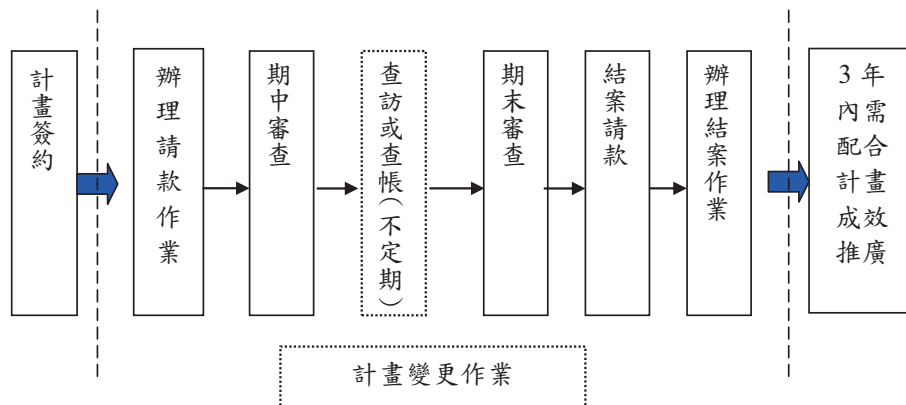 計畫簽約
辦理請款作業
期中審查
查訪或查帳（不定期）
期末審查
結案請款
辦理結案作業
3年
內需
配合
計畫
成效
推廣
計畫變更作業